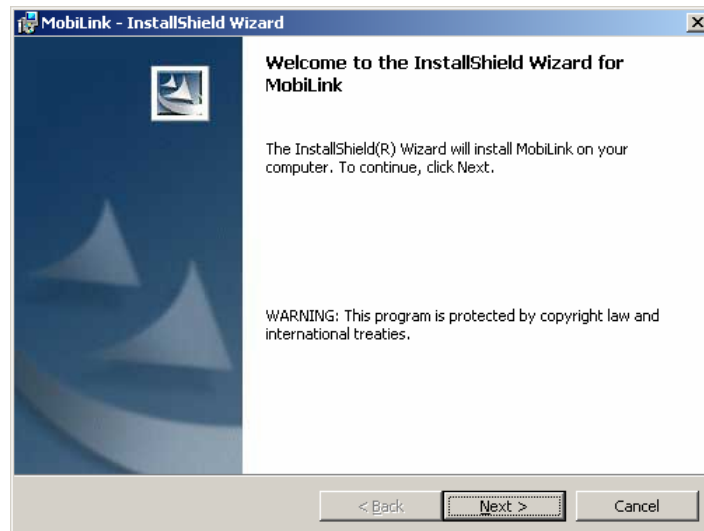 MobiLink - InstallShield Wizard
Welcome to the InstallShield Wizard for
MobiLink
The InstallShield(R) Wizard will install MobiLink on your
computer. To continue, click Next.
WARNING: This program is protected by copyright law and
international treaties.
< Back Next > Cancel